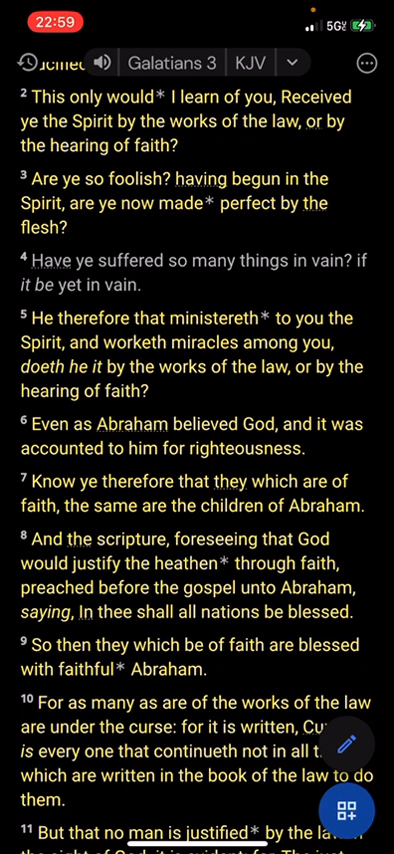 22:59
5G
Galatians 3 KJV
2 This only would* I learn of you, Received
ye the Spirit by the works of the law, or by
the hearing of faith?
3 Are ye so foolish? having begun in the
Spirit, are ye now made* perfect by the
flesh?
4 Have ye suffered so many things in vain? if
it be yet in vain.
5 He therefore that ministereth* to you the
Spirit, and worketh miracles among you,
doeth he it by the works of the law, or by the
hearing of faith?
6 Even as Abraham believed God, and it was
accounted to him for righteousness.
7 Know ye therefore that they which are of
faith, the same are the children of Abraham.
8 And the scripture, foreseeing that God
would justify the heathen* through faith,
preached before the gospel unto Abraham,
saying, In thee shall all nations be blessed.
9 So then they which be of faith are blessed
with faithful* Abraham.
10 For as many as are of the works of the law
are under the curse: for it is written,
is every one that continueth not in all
which are written in the book of the law to do
them.
11 But that no man is justified* by the